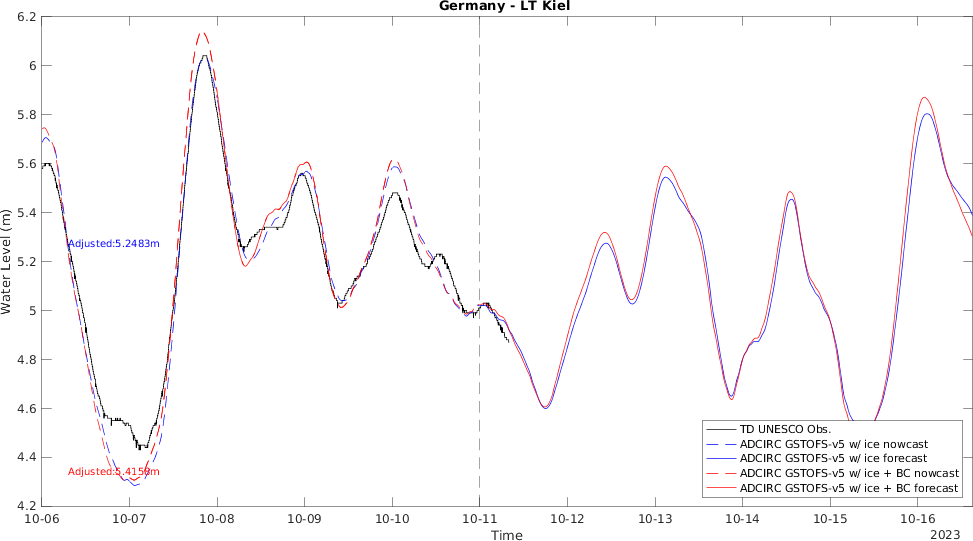 Germany - LT Kiel
6.2
6
5.8
5.6
5.4
5.2
5
4.8
4.6
4.4
4.2
Water Level (m)
Adjusted:5.2483m
Adjusted:5.4158m
TD UNESCO Obs.
ADCIRC GSTOFS-v5 w/ ice nowcast
ADCIRC GSTOFS-v5 w/ ice forecast
ADCIRC GSTOFS-v5 w/ ice + BC nowcast
ADCIRC GSTOFS-v5 w/ ice + BC forecast
10-06 10-07 10-08 10-09 10-10 10-11 10-12 10-13 10-14 10-15 10-16
Time
2023